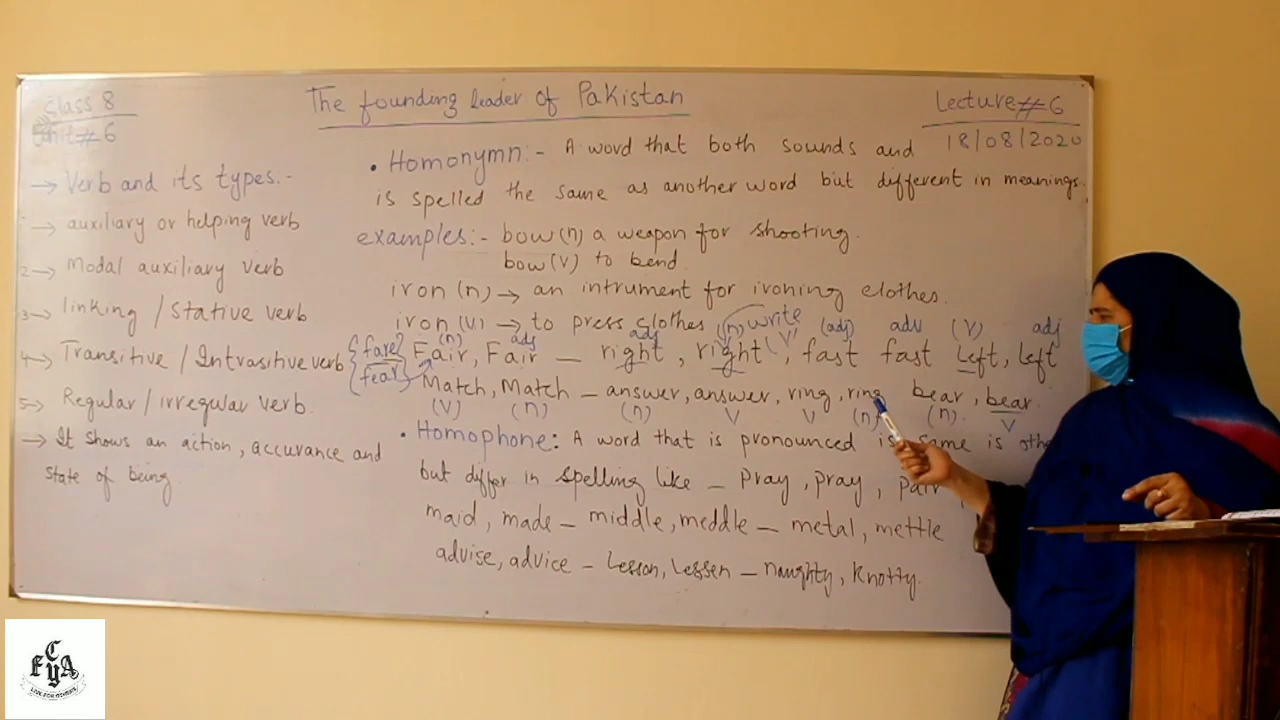 Class 8
Unit # 6
The founding leader of Pakistan
Lecture # 6
18/08/2020
→ Verb and its types.-
→ auxiliary or helping verb
2→ Modal auxiliary verb
3→ linking / Stative verb
4→ Transitive / Intrasitive verb
5→ Regular / irregular verb.
→ It shows an action, accurance and
state of being
• Homonymn:- A word that both sounds and
is spelled the same as another word but different in meanings.
examples:- bow (n) a weapon for shooting.
bow (v) to bend
iron (n) → an intrument for ironing clothes.
iron (v) → to press clothes
(n) write (adj) adv (V) adj
(n) adj adj (V)
{fare} Fair, Fair – right, right, fast fast Left, left
{fear}
Match, Match – answer, answer, ring, ring bear, bear.
(V) (n) (n) V V (n) (n). V
• Homophone: A word that is pronounced is same is
but differ in spelling like – Pray, pray, pair
maid, made – middle, meddle – metal, mettle
advise, advice – Lesson, Lessen – naughty, Knotty.
F C Y A
LIVE FOR OTHERS